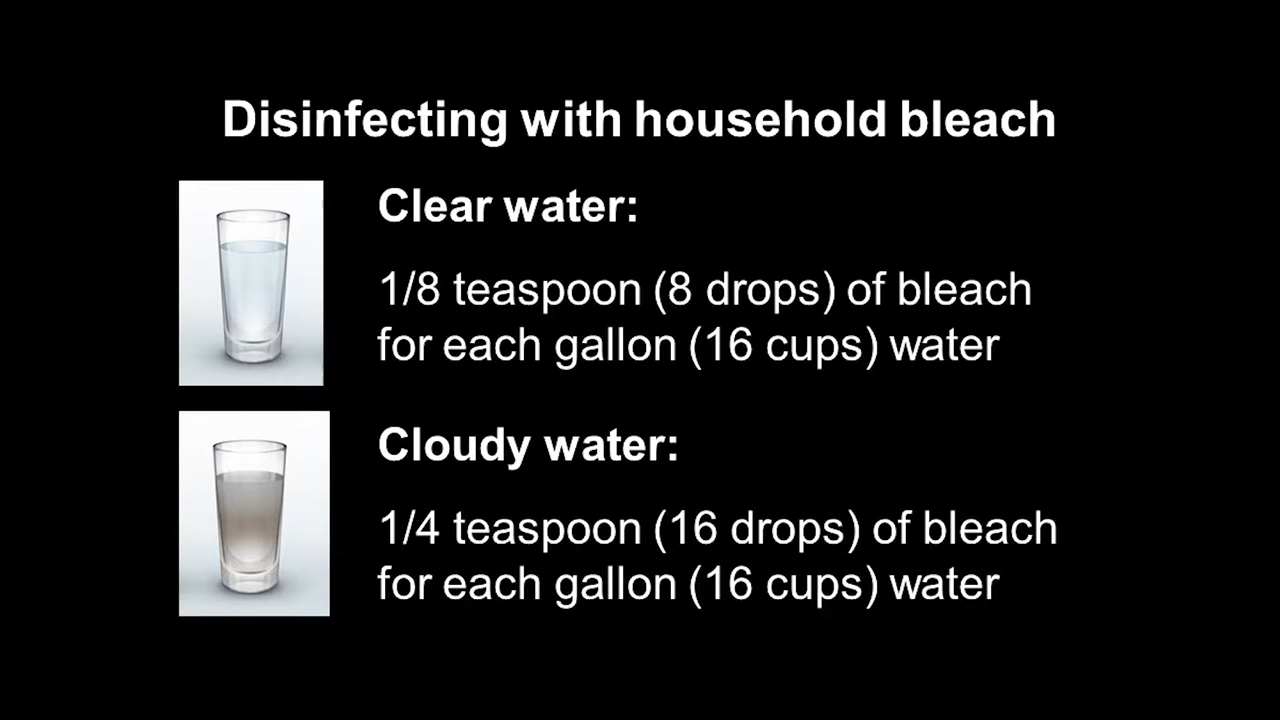 Disinfecting with household bleach
Clear water:
1/8 teaspoon (8 drops) of bleach
for each gallon (16 cups) water
Cloudy water:
1/4 teaspoon (16 drops) of bleach
for each gallon (16 cups) water